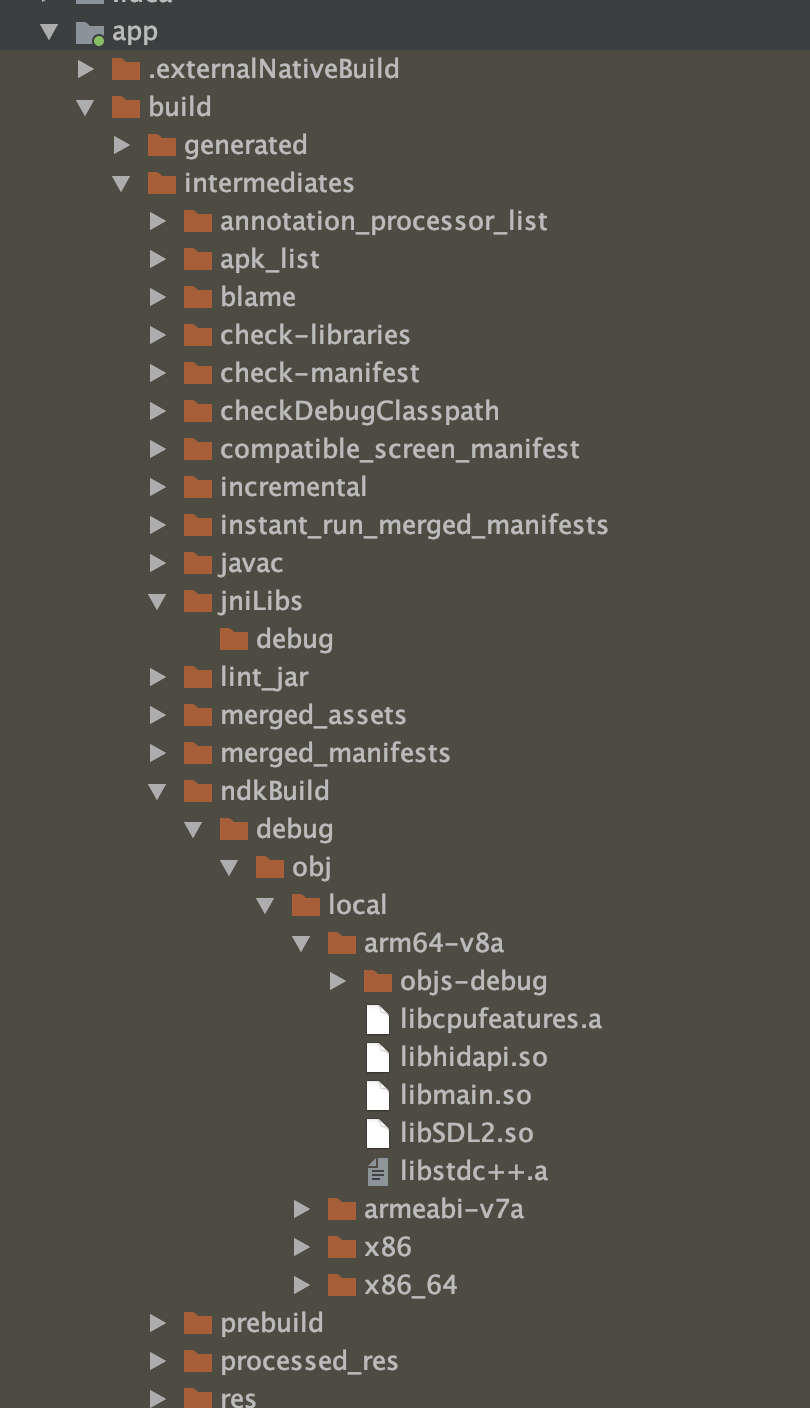 app
.externalNativeBuild
build
generated
intermediates
annotation_processor_list
apk_list
blame
check-libraries
check-manifest
checkDebugClasspath
compatible_screen_manifest
incremental
instant_run_merged_manifests
javac
jniLibs
debug
lint_jar
merged_assets
merged_manifests
ndkBuild
debug
obj
local
arm64-v8a
objs-debug
libcpufeatures.a
libhidapi.so
libmain.so
libSDL2.so
libstdc++.a
armeabi-v7a
x86
x86_64
prebuild
processed_res
res